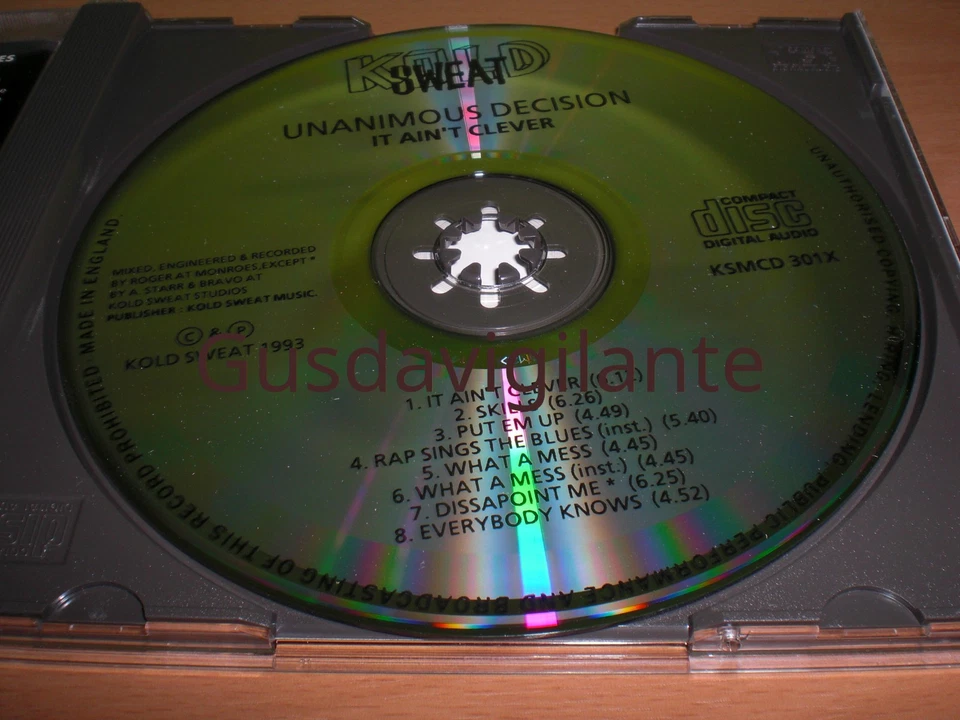 KOLD
SWEAT
UNANIMOUS DECISION
IT AIN'T CLEVER
COMPACT
disc
DIGITAL AUDIO
KSMCD 301X
MIXED, ENGINEERED & RECORDED
BY ROGER AT MONROES,EXCEPT *
BY A. STARR & BRAVO AT
KOLD SWEAT STUDIOS
PUBLISHER : KOLD SWEAT MUSIC.
C & P
KOLD SWEAT 1993
Gusdavigilante
1. IT AIN'T CLEVER
2. SKILLS (6.26)
3. PUT EM UP (4.49)
4. RAP SINGS THE BLUES (inst.) (5.40)
5. WHAT A MESS (4.45)
6. WHAT A MESS (inst.) (4.45)
7. DISSAPOINT ME * (6.25)
8. EVERYBODY KNOWS (4.52)
UNAUTHORISED COPYING LENDING PUBLIC PERFORMANCE AND BROADCASTING OF THIS RECORD PROHIBITED MADE IN ENGLAND